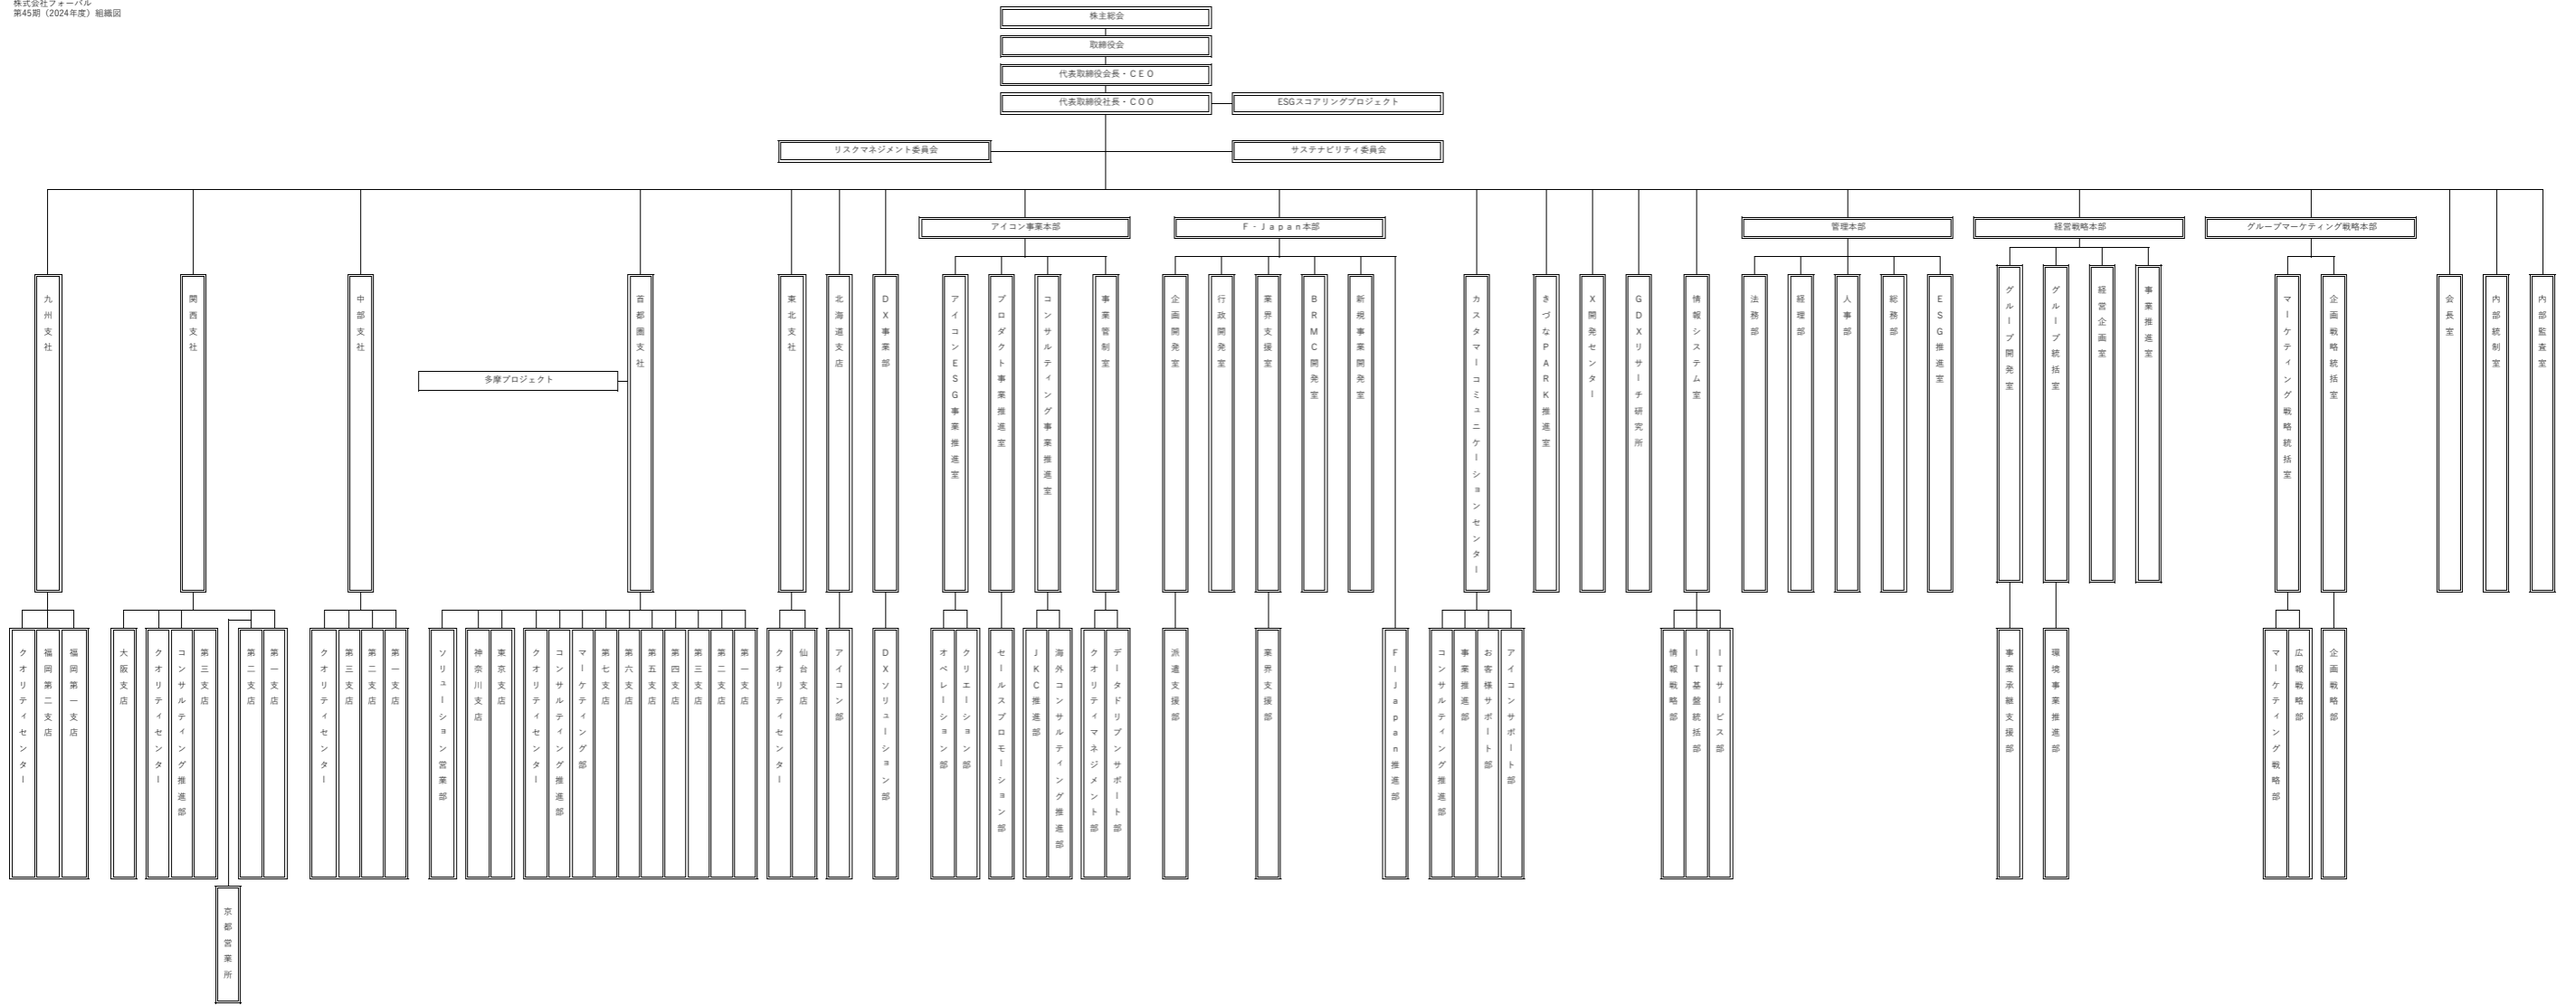 株式会社フォーバル
第45期（2024年度）組織図
株主総会
取締役会
代表取締役会長・ＣＥＯ
代表取締役社長・ＣＯＯ
ESGスコアリングプロジェクト
リスクマネジメント委員会
サステナビリティ委員会
アイコン事業本部
Ｆ‐Ｊａｐａｎ本部
管理本部
経営戦略本部
グループマーケティング戦略本部
九州支社
関西支社
中部支社
首都圏支社
東北支社
北海道支店
ＤＸ事業部
アイコンＥＳＧ事業推進室
プロダクト事業推進室
コンサルティング事業推進室
事業管制室
企画開発室
行政開発室
業界支援室
ＢＲＭＣ開発室
新規事業開発室
カスタマーコミュニケーションセンター
きづなＰＡＲＫ推進室
Ｘ開発センター
ＧＤＸリサーチ研究所
情報システム室
法務部
経理部
人事部
総務部
ＥＳＧ推進室
グループ開発室
グループ統括室
経営企画室
事業推進室
マーケティング戦略統括室
企画戦略統括室
会長室
内部統制室
内部監査室
多摩プロジェクト
クオリティセンター
福岡第二支店
福岡第一支店
大阪支店
クオリティセンター
コンサルティング推進部
第三支店
第二支店
第一支店
クオリティセンター
第三支店
第二支店
第一支店
ソリューション営業部
神奈川支店
東京支店
クオリティセンター
コンサルティング推進部
マーケティング部
第七支店
第六支店
第五支店
第四支店
第三支店
第二支店
第一支店
クオリティセンター
仙台支店
アイコン部
ＤＸソリューション部
オペレーション部
クリエーション部
セールスプロモーション部
ＪＫＣ推進部
海外コンサルティング推進部
クオリティマネジメント部
データドリブンサポート部
派遣支援部
業界支援部
Ｆ‐Ｊａｐａｎ推進部
コンサルティング推進部
事業推進部
お客様サポート部
アイコンサポート部
情報戦略部
ＩＴ基盤統括部
ＩＴサービス部
事業承継支援部
環境事業推進部
マーケティング戦略部
広報戦略部
企画戦略部
京都営業所